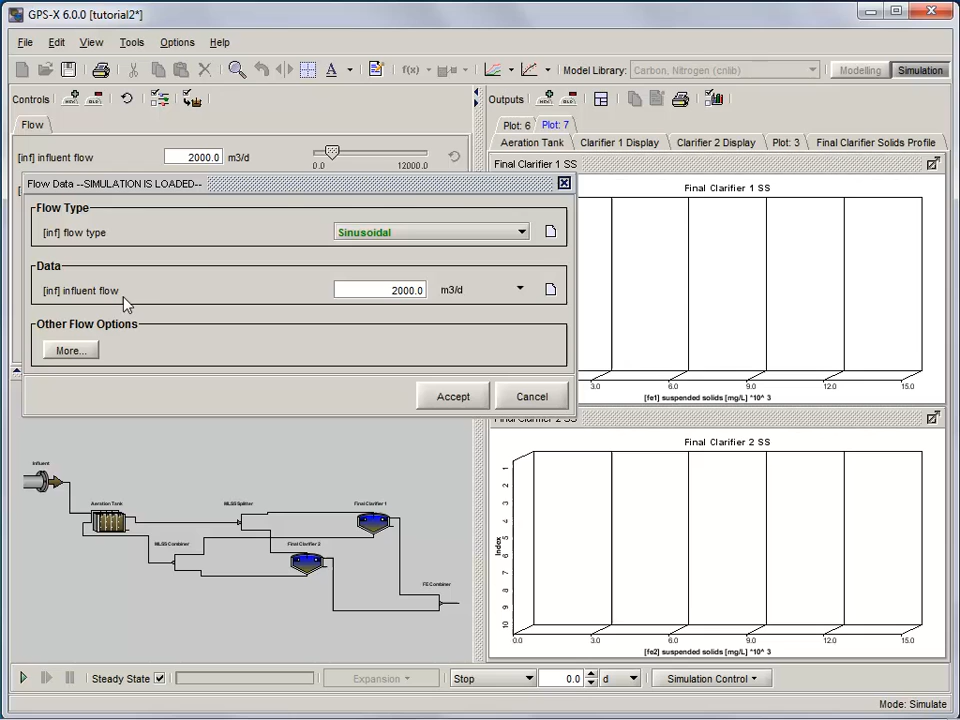 GPS-X 6.0.0 [tutorial2*]
File Edit View Tools Options Help
A f(x) Model Library: Carbon, Nitrogen (cnlib) Modelling Simulation
Controls Outputs
Flow
Plot: 6 Plot: 7
Aeration Tank Clarifier 1 Display Clarifier 2 Display Plot: 3 Final Clarifier Solids Profile
[inf] influent flow 2000.0 m3/d 0.0 12000.0
Final Clarifier 1 SS
Flow Data --SIMULATION IS LOADED--
Flow Type
[inf] flow type Sinusoidal
Data
[inf] influent flow 2000.0 m3/d
Other Flow Options
More...
Accept Cancel
Final Clarifier 1 SS
3.0 6.0 9.0 12.0 15.0
[fe1] suspended solids [mg/L] *10^ 3
Final Clarifier 2 SS
Final Clarifier 2 SS
1 2 3 4 5 6 7 8 9 10
Index
0.0 3.0 6.0 9.0 12.0 15.0
[fe2] suspended solids [mg/L] *10^ 3
Influent
Aeration Tank
MLSS Splitter
Final Clarifier 1
MLSS Combiner
Final Clarifier 2
FE Combiner
Steady State Expansion Stop 0.0 d Simulation Control
Mode: Simulate